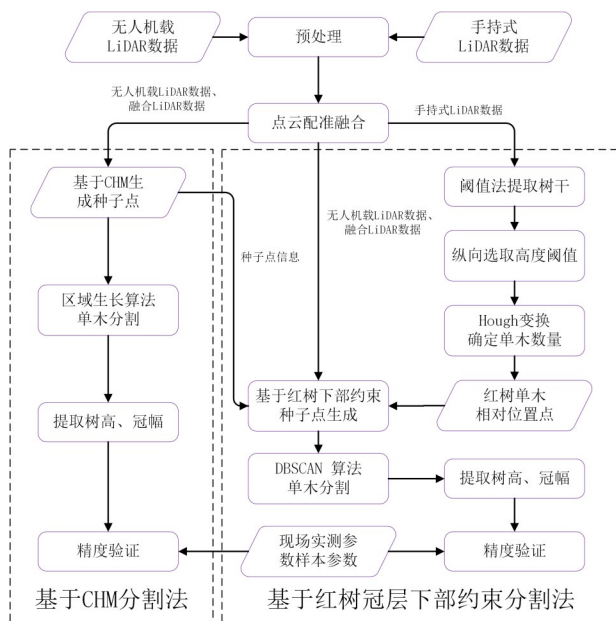 无人机载
LiDAR数据
预处理
手持式
LiDAR数据
无人机载LiDAR数据、
融合LiDAR数据
点云配准融合
手持式LiDAR数据
基于CHM生
成种子点
阈值法提取树干
无人机载LiDAR数据、
融合LiDAR数据
种子点信息
纵向选取高度阈值
区域生长算法
单木分割
Hough变换
确定单木数量
基于红树下部约束
种子点生成
红树单木
相对位置点
提取树高、冠幅
DBSCAN 算法
单木分割
提取树高、冠幅
精度验证
现场实测参
数样本参数
精度验证
基于CHM分割法
基于红树冠层下部约束分割法